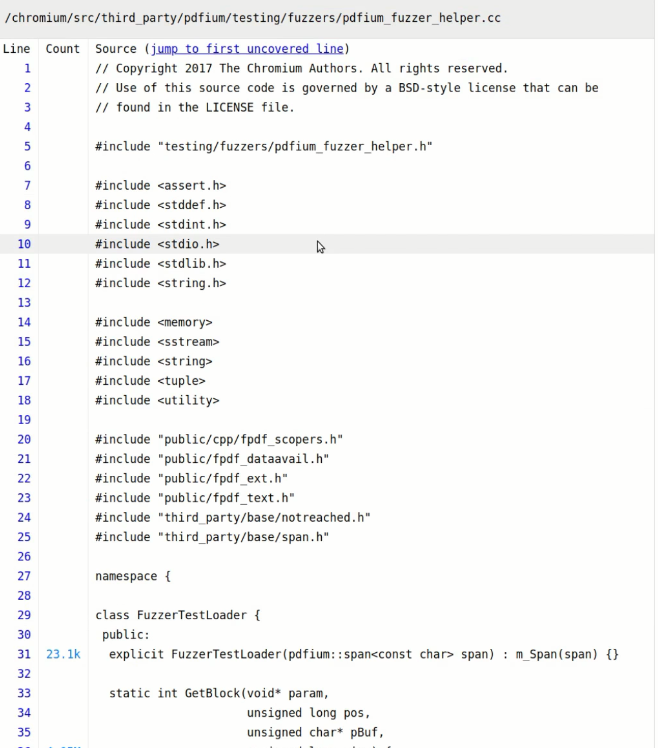 /chromium/src/third_party/pdfium/testing/fuzzers/pdfium_fuzzer_helper.cc
Line Count Source (jump to first uncovered line)
1 // Copyright 2017 The Chromium Authors. All rights reserved.
2 // Use of this source code is governed by a BSD-style license that can be
3 // found in the LICENSE file.
4
5 #include "testing/fuzzers/pdfium_fuzzer_helper.h"
6
7 #include <assert.h>
8 #include <stddef.h>
9 #include <stdint.h>
10 #include <stdio.h>
11 #include <stdlib.h>
12 #include <string.h>
13
14 #include <memory>
15 #include <sstream>
16 #include <string>
17 #include <tuple>
18 #include <utility>
19
20 #include "public/cpp/fpdf_scopers.h"
21 #include "public/fpdf_dataavail.h"
22 #include "public/fpdf_ext.h"
23 #include "public/fpdf_text.h"
24 #include "third_party/base/notreached.h"
25 #include "third_party/base/span.h"
26
27 namespace {
28
29 class FuzzerTestLoader {
30 public:
31 23.1k explicit FuzzerTestLoader(pdfium::span<const char> span) : m_Span(span) {}
32
33 static int GetBlock(void* param,
34 unsigned long pos,
35 unsigned char* pBuf,